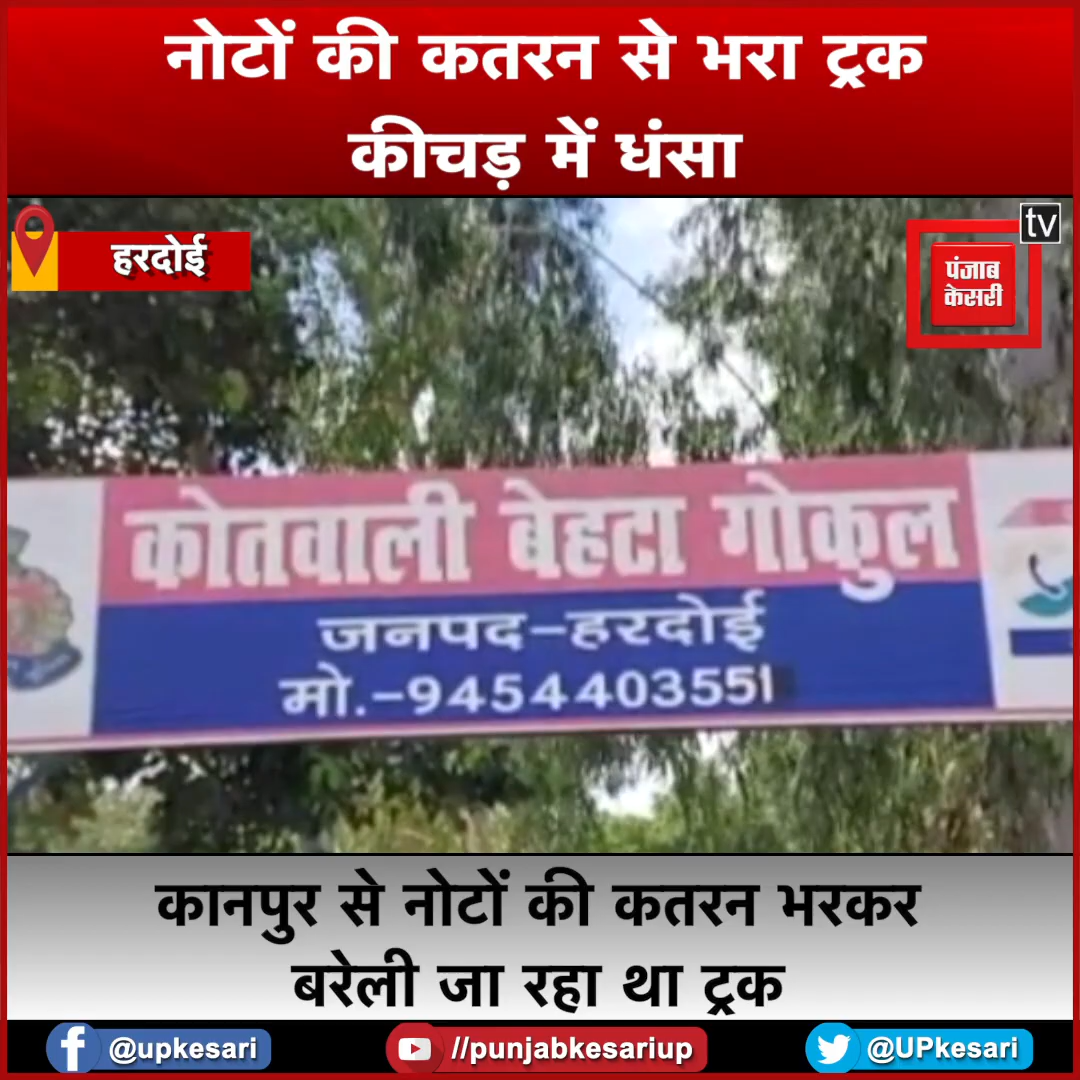 नोटों की कतरन से भरा ट्रक
कीचड़ में धंसा
हरदोई
tv
पंजाब
केसरी
कोतवाली बेहटा गोकुल
जनपद-हरदोई
मो.-9454403551
कानपुर से नोटों की कतरन भरकर
बरेली जा रहा था ट्रक
@upkesari
//punjabkesariup
@UPkesari